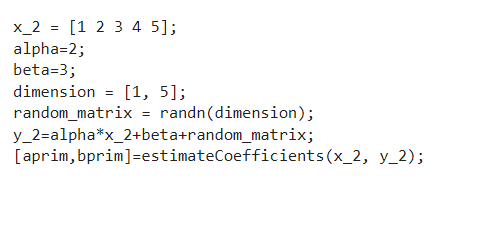 x_2 = [1 2 3 4 5];
alpha=2;
beta=3;
dimension = [1, 5];
random_matrix = randn(dimension);
y_2=alpha*x_2+beta+random_matrix;
[aprim,bprim]=estimateCoefficients(x_2, y_2);